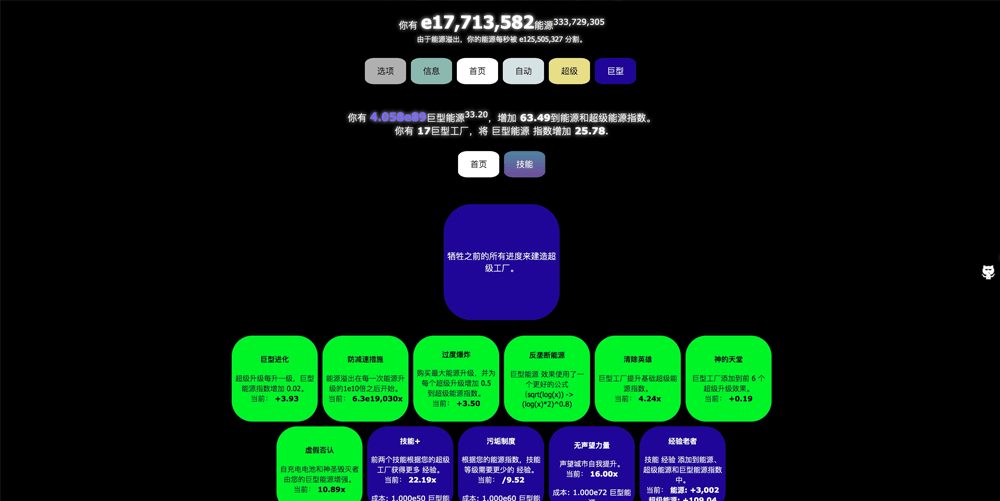 你有 e17,713,582能源333,729,305
由于能源溢出，你的能源每秒被 e125,505,327 分割。
选项 信息 首页 自动 超级 巨型
你有 4.058e89巨型能源33.20，增加 63.49到能源和超级能源指数。
你有 17巨型工厂，将 巨型能源 指数增加 25.78.
首页 技能
牺牲之前的所有进度来建造超
级工厂。
巨型进化
超级升级每升一级，巨型
能源指数增加 0.02。
当前： +3.93
防减速措施
能源溢出在每一次能源升
级的1e10倍之后开始。
当前： 6.3e19,030x
过度爆炸
购买最大能源升级，并为
每个超级升级增加 0.5
到超级能源指数。
当前： +3.50
反垄断能源
巨型能源 效果使用了一
个更好的公式
（sqrt(log(x)) ->
(log(x)*2)^0.8)
清除英雄
巨型工厂提升基础超级能
源指数。
当前： 4.24x
神的天堂
巨型工厂添加到前 6 个
超级升级效果。
当前： +0.19
虚假否认
自充电电池和神圣毁灭者
由您的巨型能源增强。
当前： 10.89x
技能+
前两个技能根据您的超级
工厂获得更多 经验。
当前： 22.19x
成本: 1.000e50 巨型能
污垢制度
根据您的能源指数，技能
等级需要更少的 经验。
当前： /9.52
成本: 1.000e60 巨型能
无声望力量
声望城市自我提升。
当前： 16.00x
成本: 1.000e72 巨型能
经验老者
技能 经验 添加到能源、
超级能源和巨型能源指数
中。
当前： 能源: +3,002
超级能源: +109.04